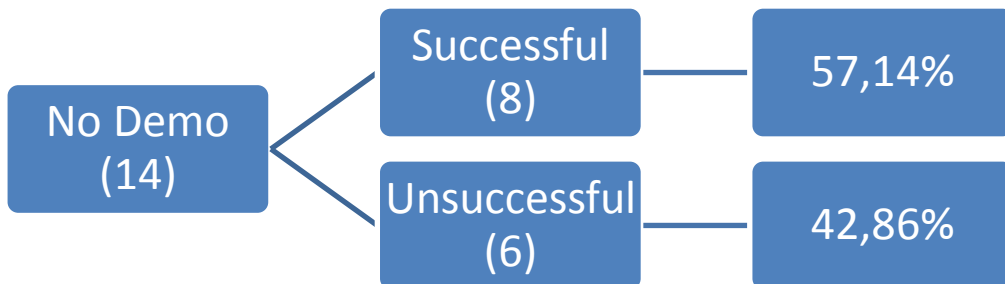 No Demo
(14)
Successful
(8)
57,14%
Unsuccessful
(6)
42,86%